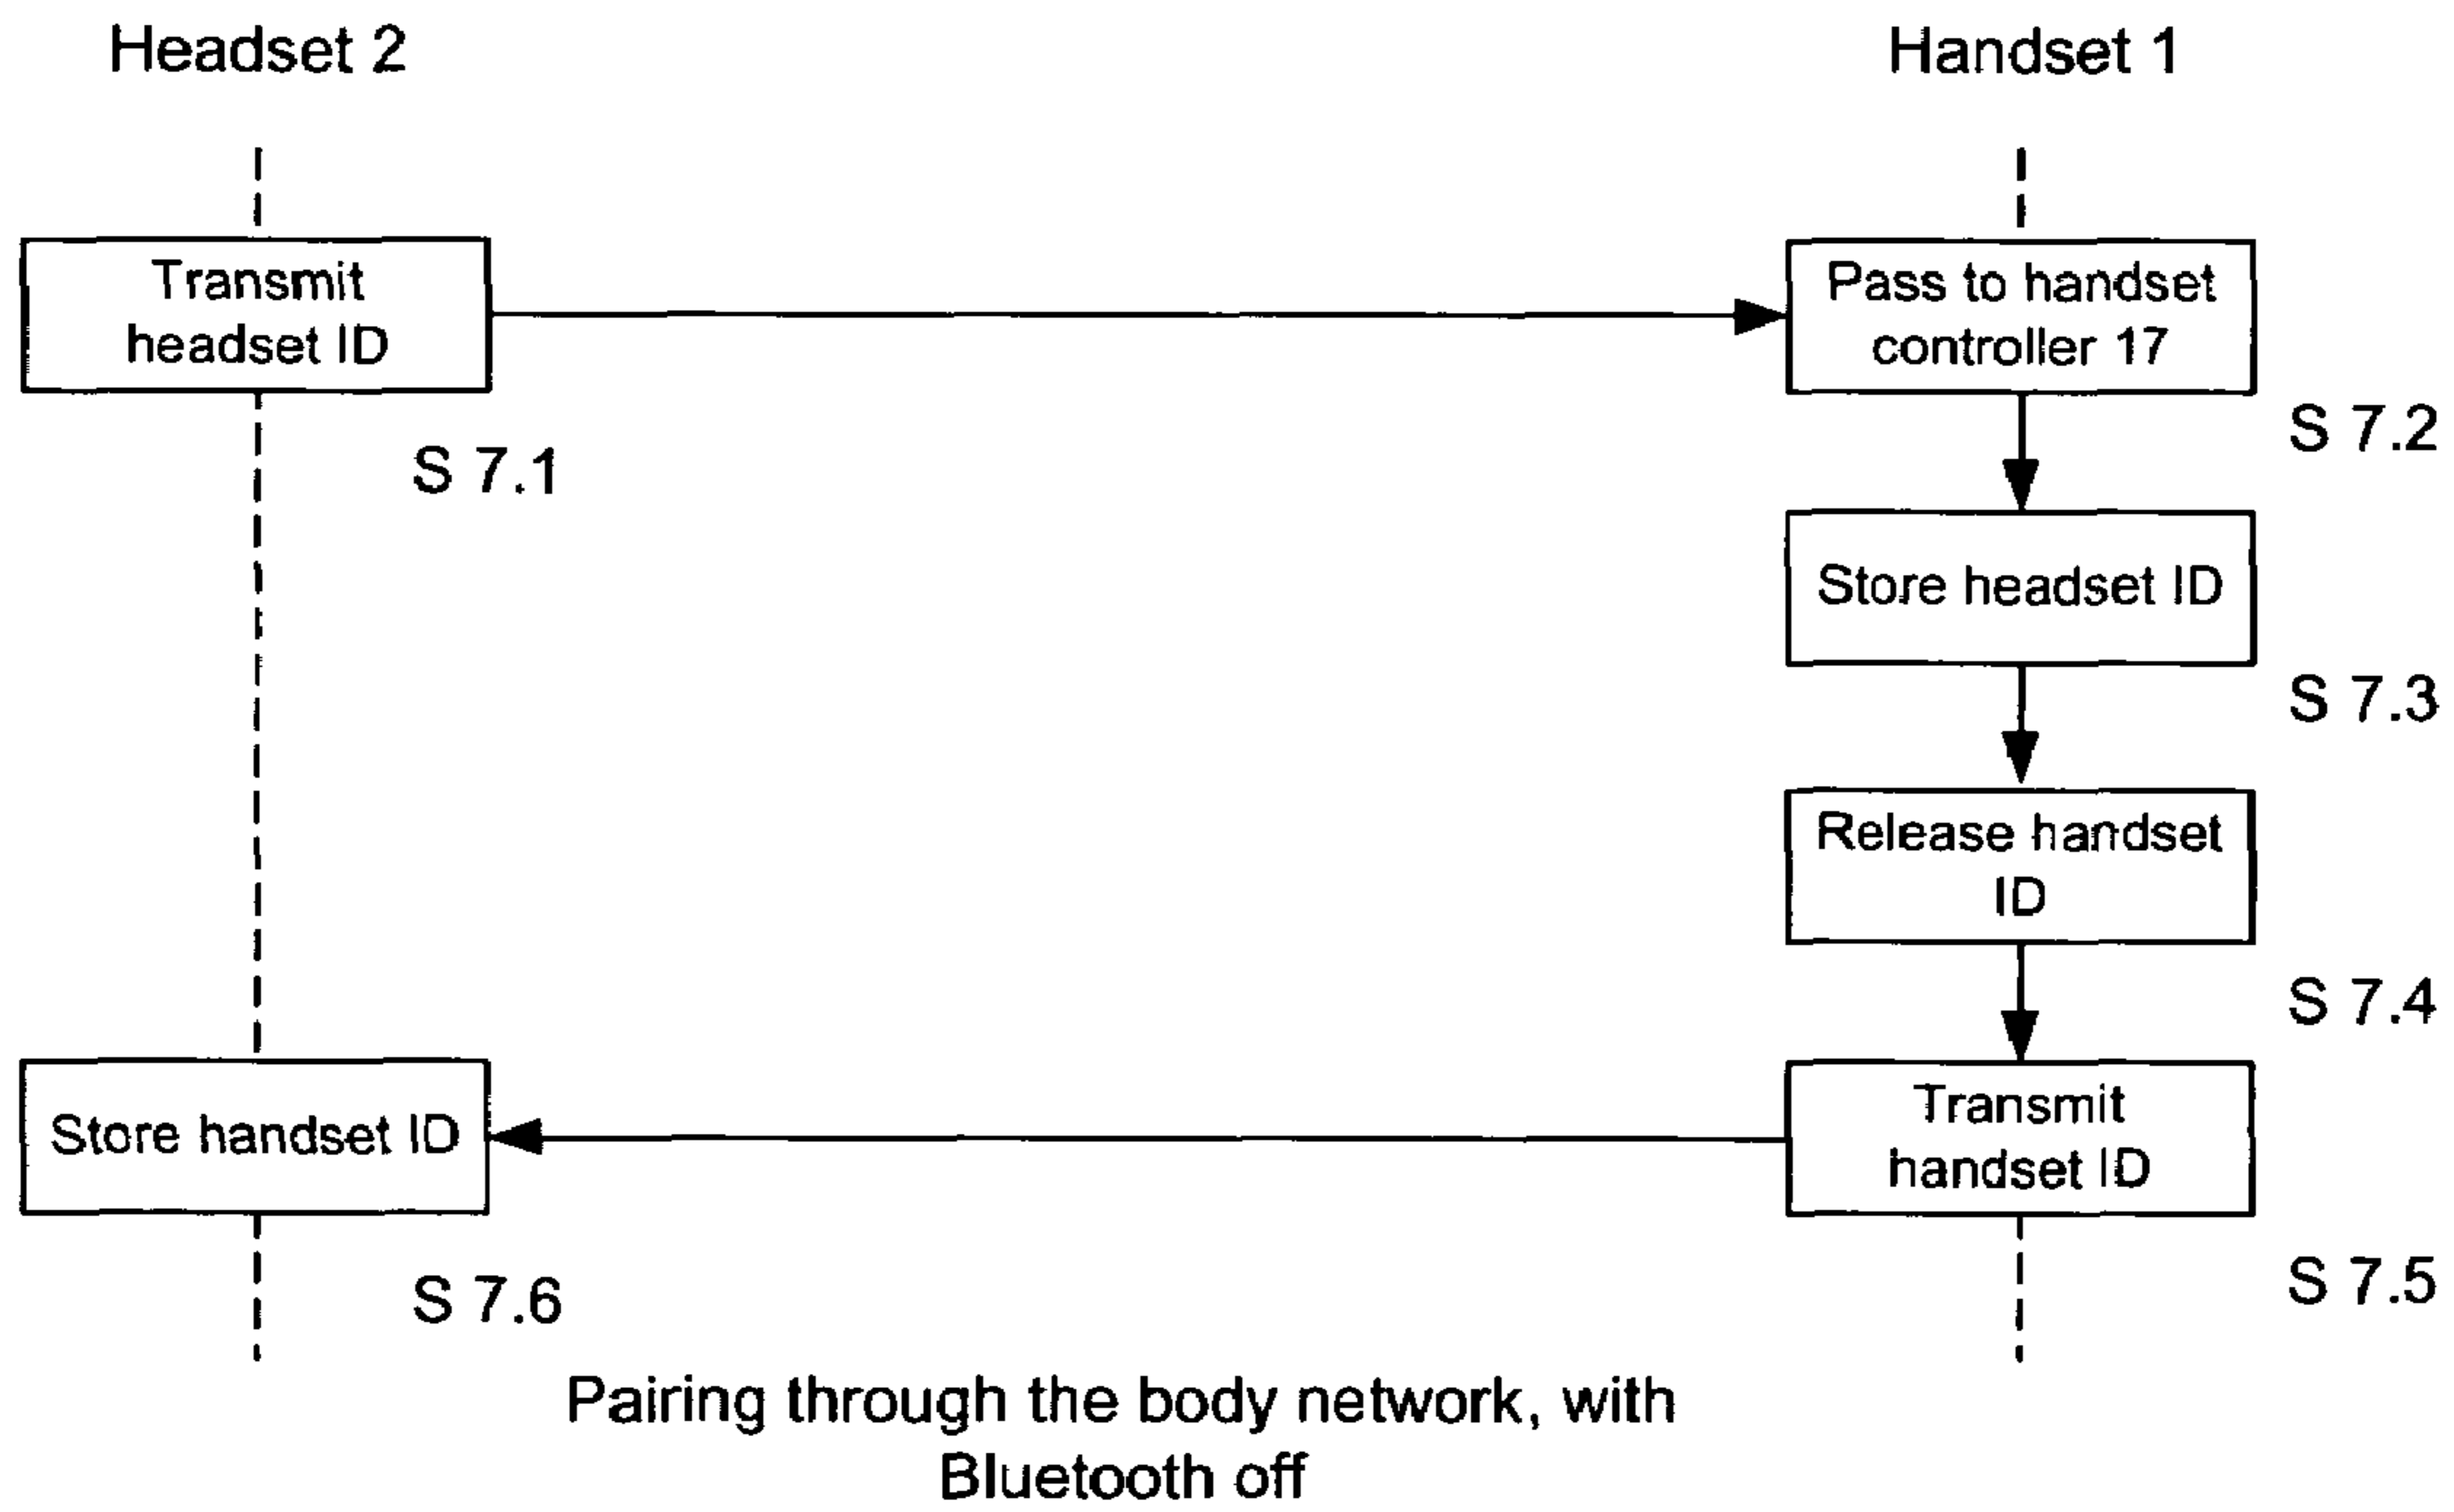 Headset 2
Handset 1
Transmit
headset ID
Pass to handset
controller 17
S 7.1
S 7.2
Store headset ID
S 7.3
Release handset
ID
S 7.4
Store handset ID
Transmit
handset ID
S 7.6
S 7.5
Pairing through the body network, with
Bluetooth off